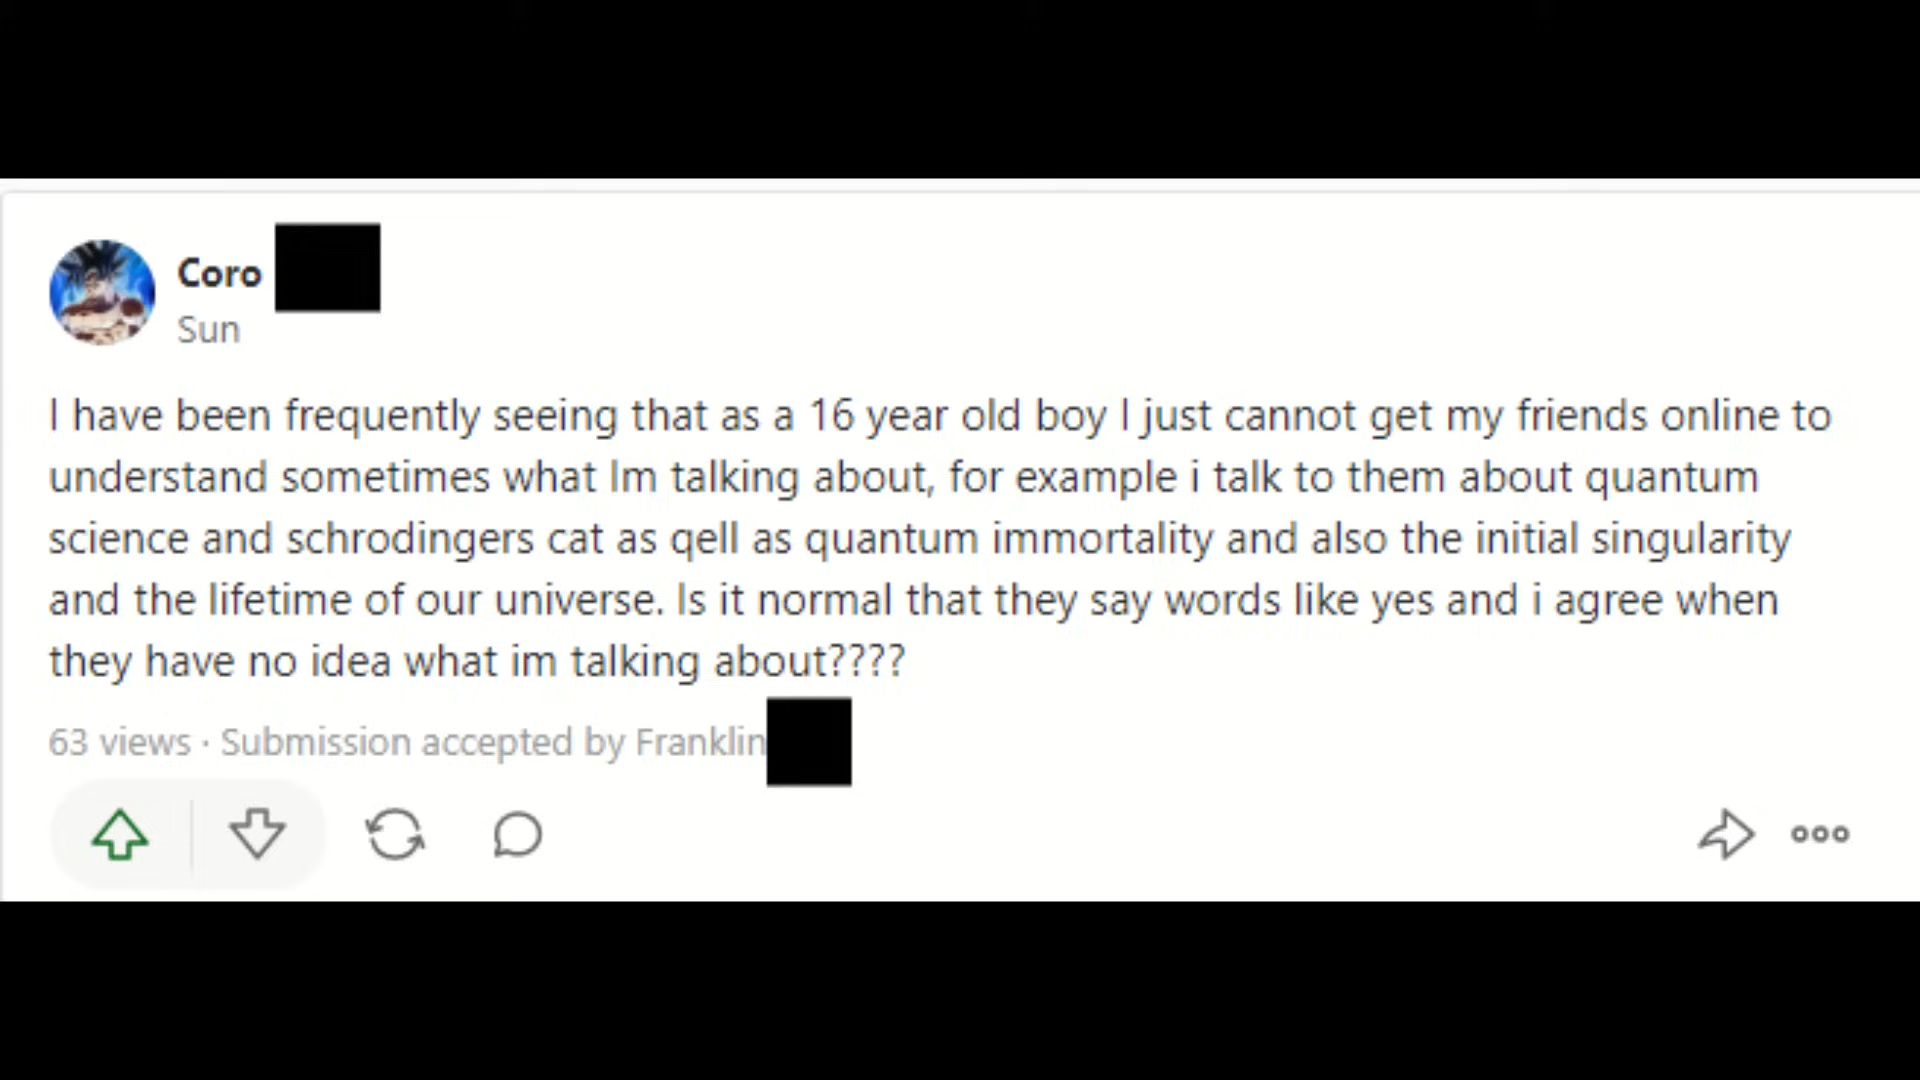 Coro
Sun
I have been frequently seeing that as a 16 year old boy I just cannot get my friends online to
understand sometimes what Im talking about, for example i talk to them about quantum
science and schrodingers cat as qell as quantum immortality and also the initial singularity
and the lifetime of our universe. Is it normal that they say words like yes and i agree when
they have no idea what im talking about????
63 views · Submission accepted by Franklin